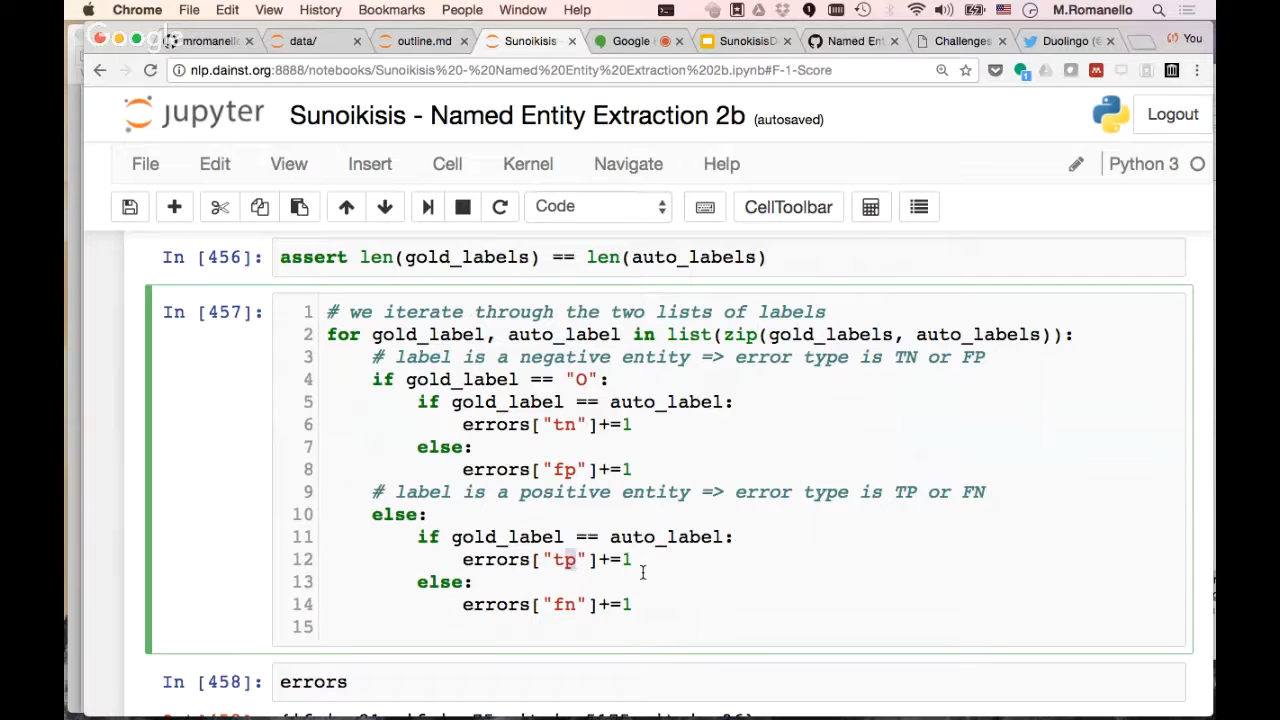 Chrome File Edit View History Bookmarks People Window Help M.Romanello
Google mromanelle data/ outline.md Sunoikisis - Google SunoikisisD Named Ent Challenges Duolingo ( You
nlp.dainst.org:8888/notebooks/Sunoikisis%20-%20Named%20Entity%20Extraction%202b.ipynb#F-1-Score
jupyter Sunoikisis - Named Entity Extraction 2b (autosaved) Logout
File Edit View Insert Cell Kernel Navigate Help Python 3
Code CellToolbar
In [456]: assert len(gold_labels) == len(auto_labels)
In [457]: 1 # we iterate through the two lists of labels
2 for gold_label, auto_label in list(zip(gold_labels, auto_labels)):
3 # label is a negative entity => error type is TN or FP
4 if gold_label == "O":
5 if gold_label == auto_label:
6 errors["tn"]+=1
7 else:
8 errors["fp"]+=1
9 # label is a positive entity => error type is TP or FN
10 else:
11 if gold_label == auto_label:
12 errors["tp"]+=1
13 else:
14 errors["fn"]+=1
15
In [458]: errors